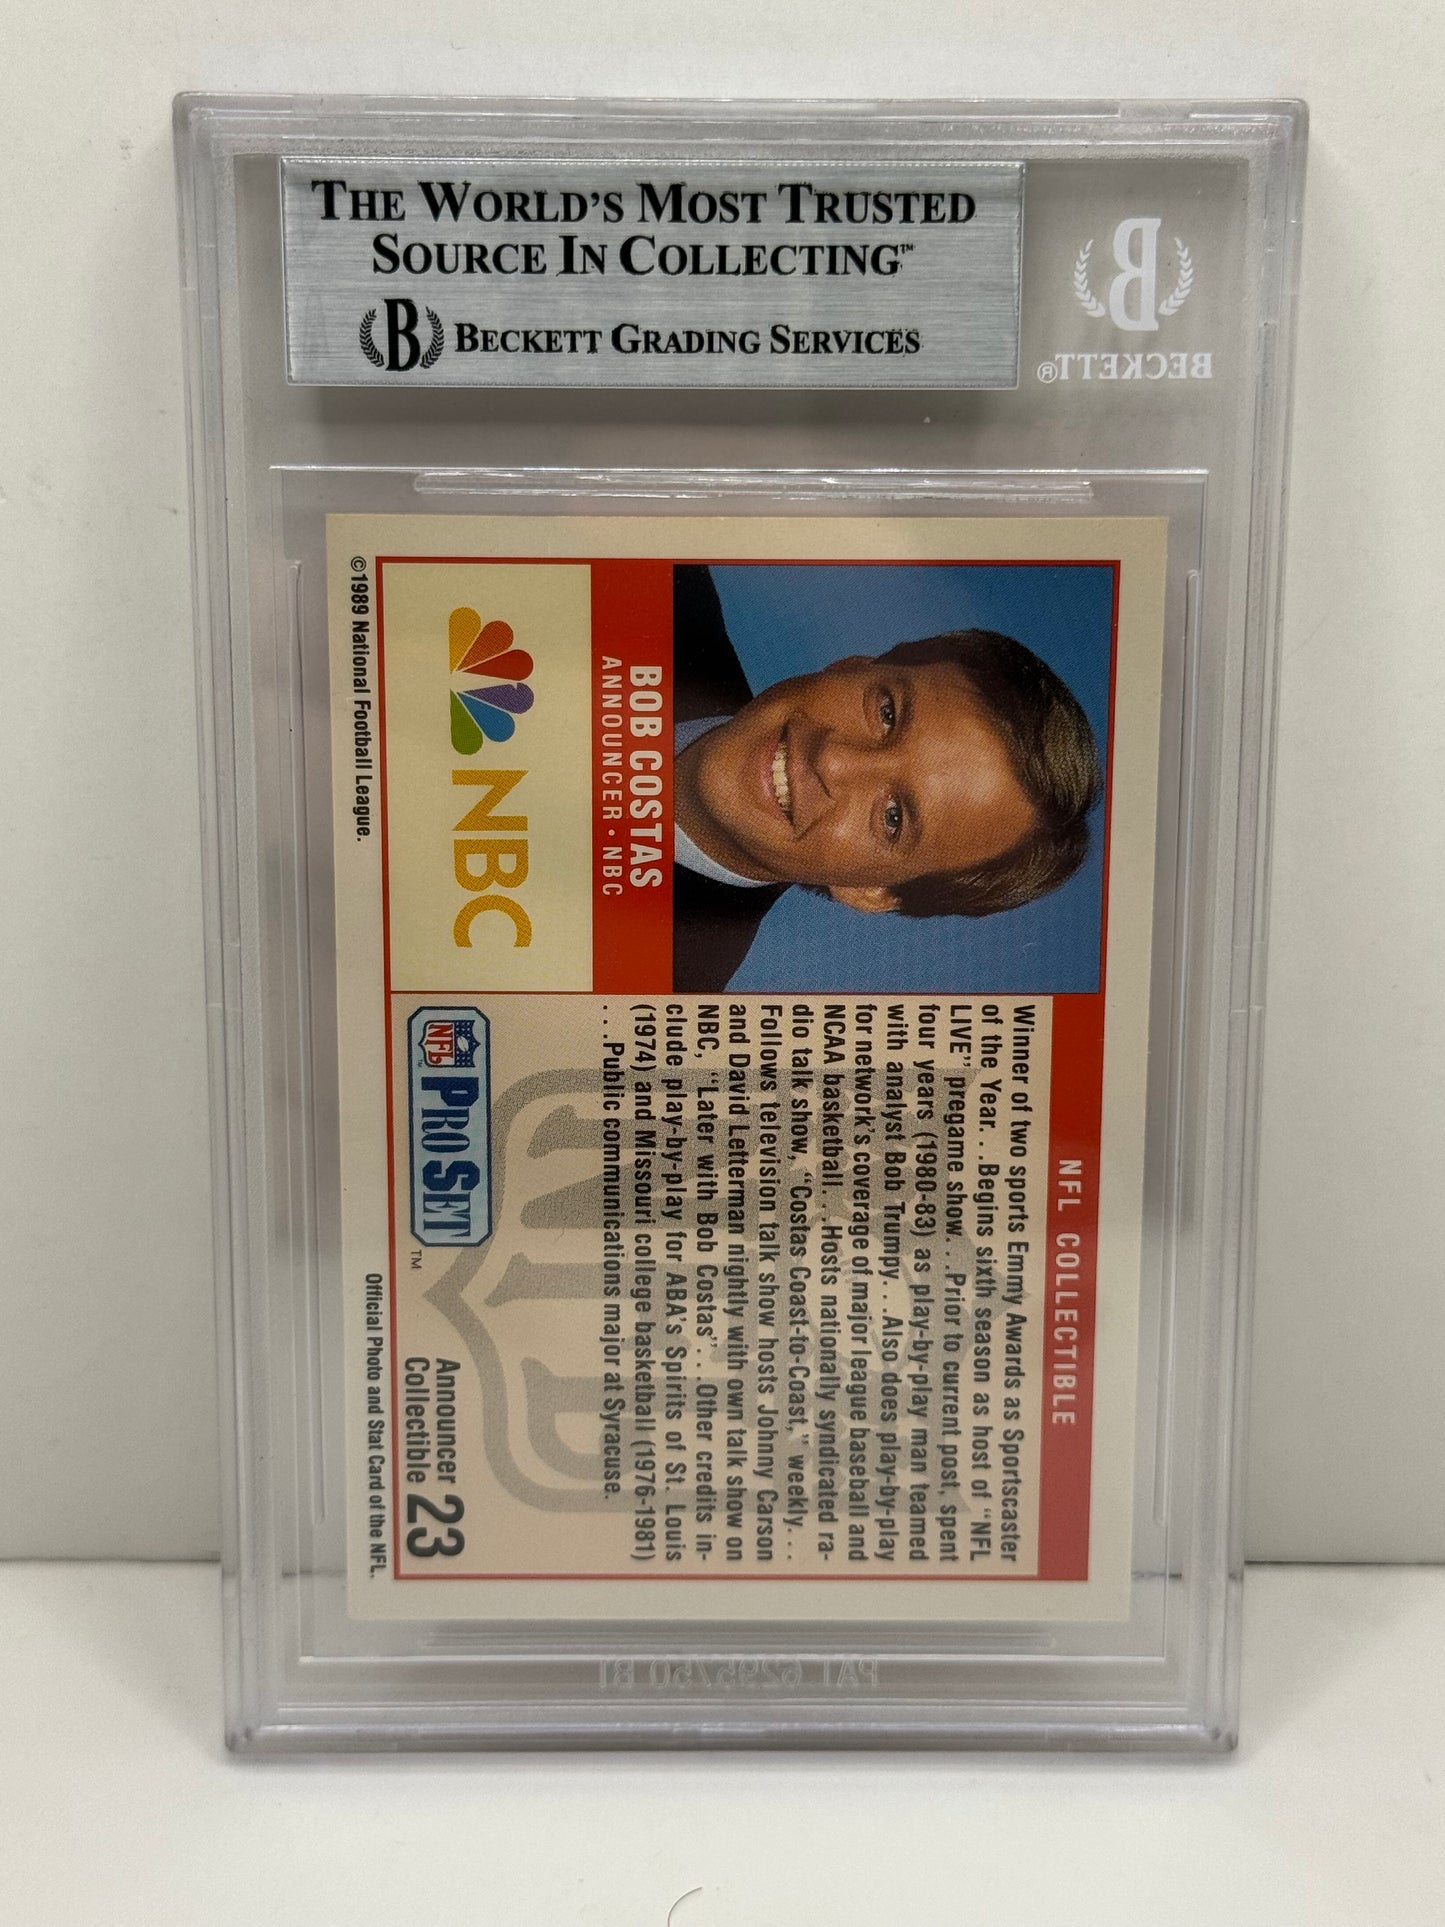 THE WORLD'S MOST TRUSTED
SOURCE IN COLLECTING™
B BECKETT GRADING SERVICES
B
BECKETT®
NFL COLLECTIBLE
BOB COSTAS
ANNOUNCER • NBC
NBC
Winner of two sports Emmy Awards as Sportscaster
of the Year. . .Begins sixth season as host of "NFL
LIVE" pregame show. . .Prior to current post, spent
four years (1980-83) as play-by-play man teamed
with analyst Bob Trumpy. . .Also does play-by-play
for network's coverage of major league baseball and
NCAA basketball. . .Hosts nationally syndicated ra-
dio talk show, "Costas Coast-to-Coast," weekly. . .
Follows television talk show hosts Johnny Carson
and David Letterman nightly with own talk show on
NBC, "Later with Bob Costas". . .Other credits in-
clude play-by-play for ABA's Spirits of St. Louis
(1974) and Missouri college basketball (1976-1981)
. . .Public communications major at Syracuse.
NFL
NFL PRO SET ™
Announcer
Collectible 23
©1989 National Football League.
Official Photo and Stat Card of the NFL.
PAT. 6295750 B1